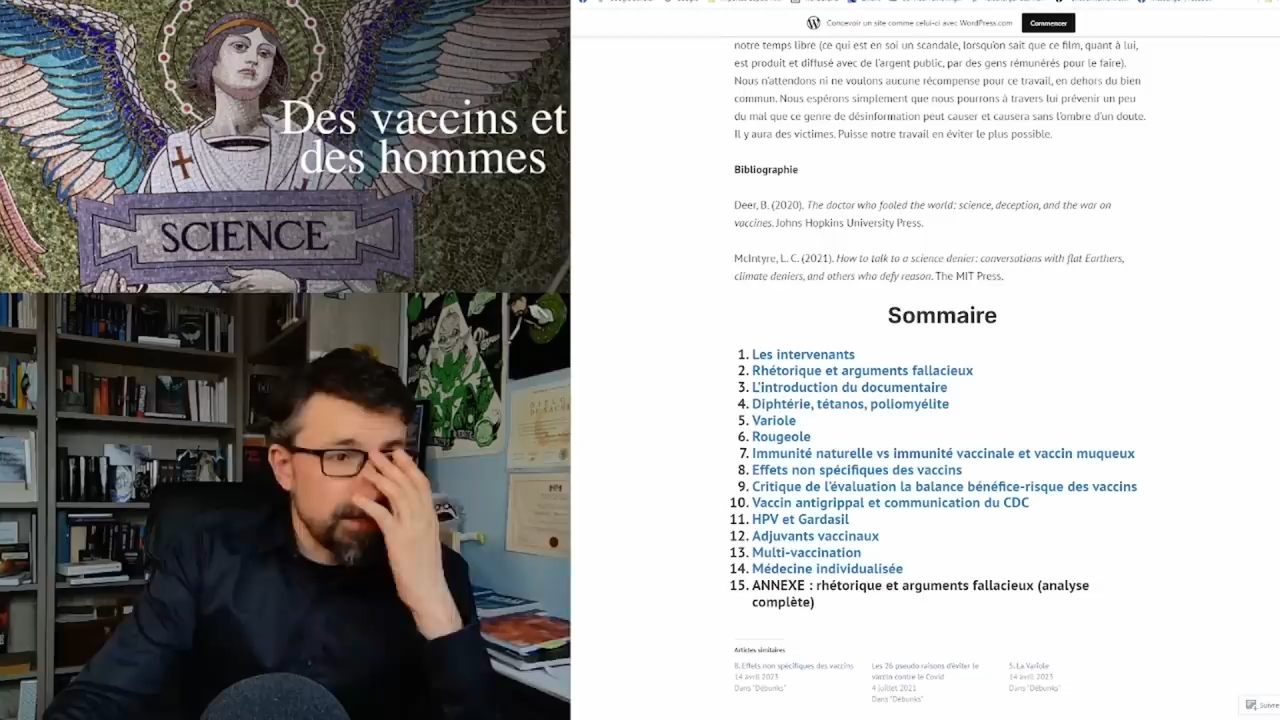 Des vaccins et
des hommes
SCIENCE
Concevoir un site comme celui-ci avec WordPress.com
Commencer
notre temps libre (ce qui est en soi un scandale, lorsqu'on sait que ce film, quant à lui,
est produit et diffusé avec de l'argent public, par des gens rémunérés pour le faire).
Nous n'attendons ni ne voulons aucune récompense pour ce travail, en dehors du bien
commun. Nous espérons simplement que nous pourrons à travers lui prévenir un peu
du mal que ce genre de désinformation peut causer et causera sans l'ombre d'un doute.
Il y aura des victimes. Puisse notre travail en éviter le plus possible.
Bibliographie
Deer, B. (2020). The doctor who fooled the world: science, deception, and the war on
vaccines. Johns Hopkins University Press.
McIntyre, L. C. (2021). How to talk to a science denier: conversations with flat Earthers,
climate deniers, and others who defy reason. The MIT Press.
Sommaire
1. Les intervenants
2. Rhétorique et arguments fallacieux
3. L'introduction du documentaire
4. Diphtérie, tétanos, poliomyélite
5. Variole
6. Rougeole
7. Immunité naturelle vs immunité vaccinale et vaccin muqueux
8. Effets non spécifiques des vaccins
9. Critique de l'évaluation la balance bénéfice-risque des vaccins
10. Vaccin antigrippal et communication du CDC
11. HPV et Gardasil
12. Adjuvants vaccinaux
13. Multi-vaccination
14. Médecine individualisée
15. ANNEXE : rhétorique et arguments fallacieux (analyse
complète)
Articles similaires
8. Effets non spécifiques des vaccins
14 avril 2023
Dans "Débunks"
Les 26 pseudo raisons d'éviter le
vaccin contre le Covid
4 juillet 2021
Dans "Débunks"
5. La Variole
14 avril 2023
Dans "Débunks"
Suivre